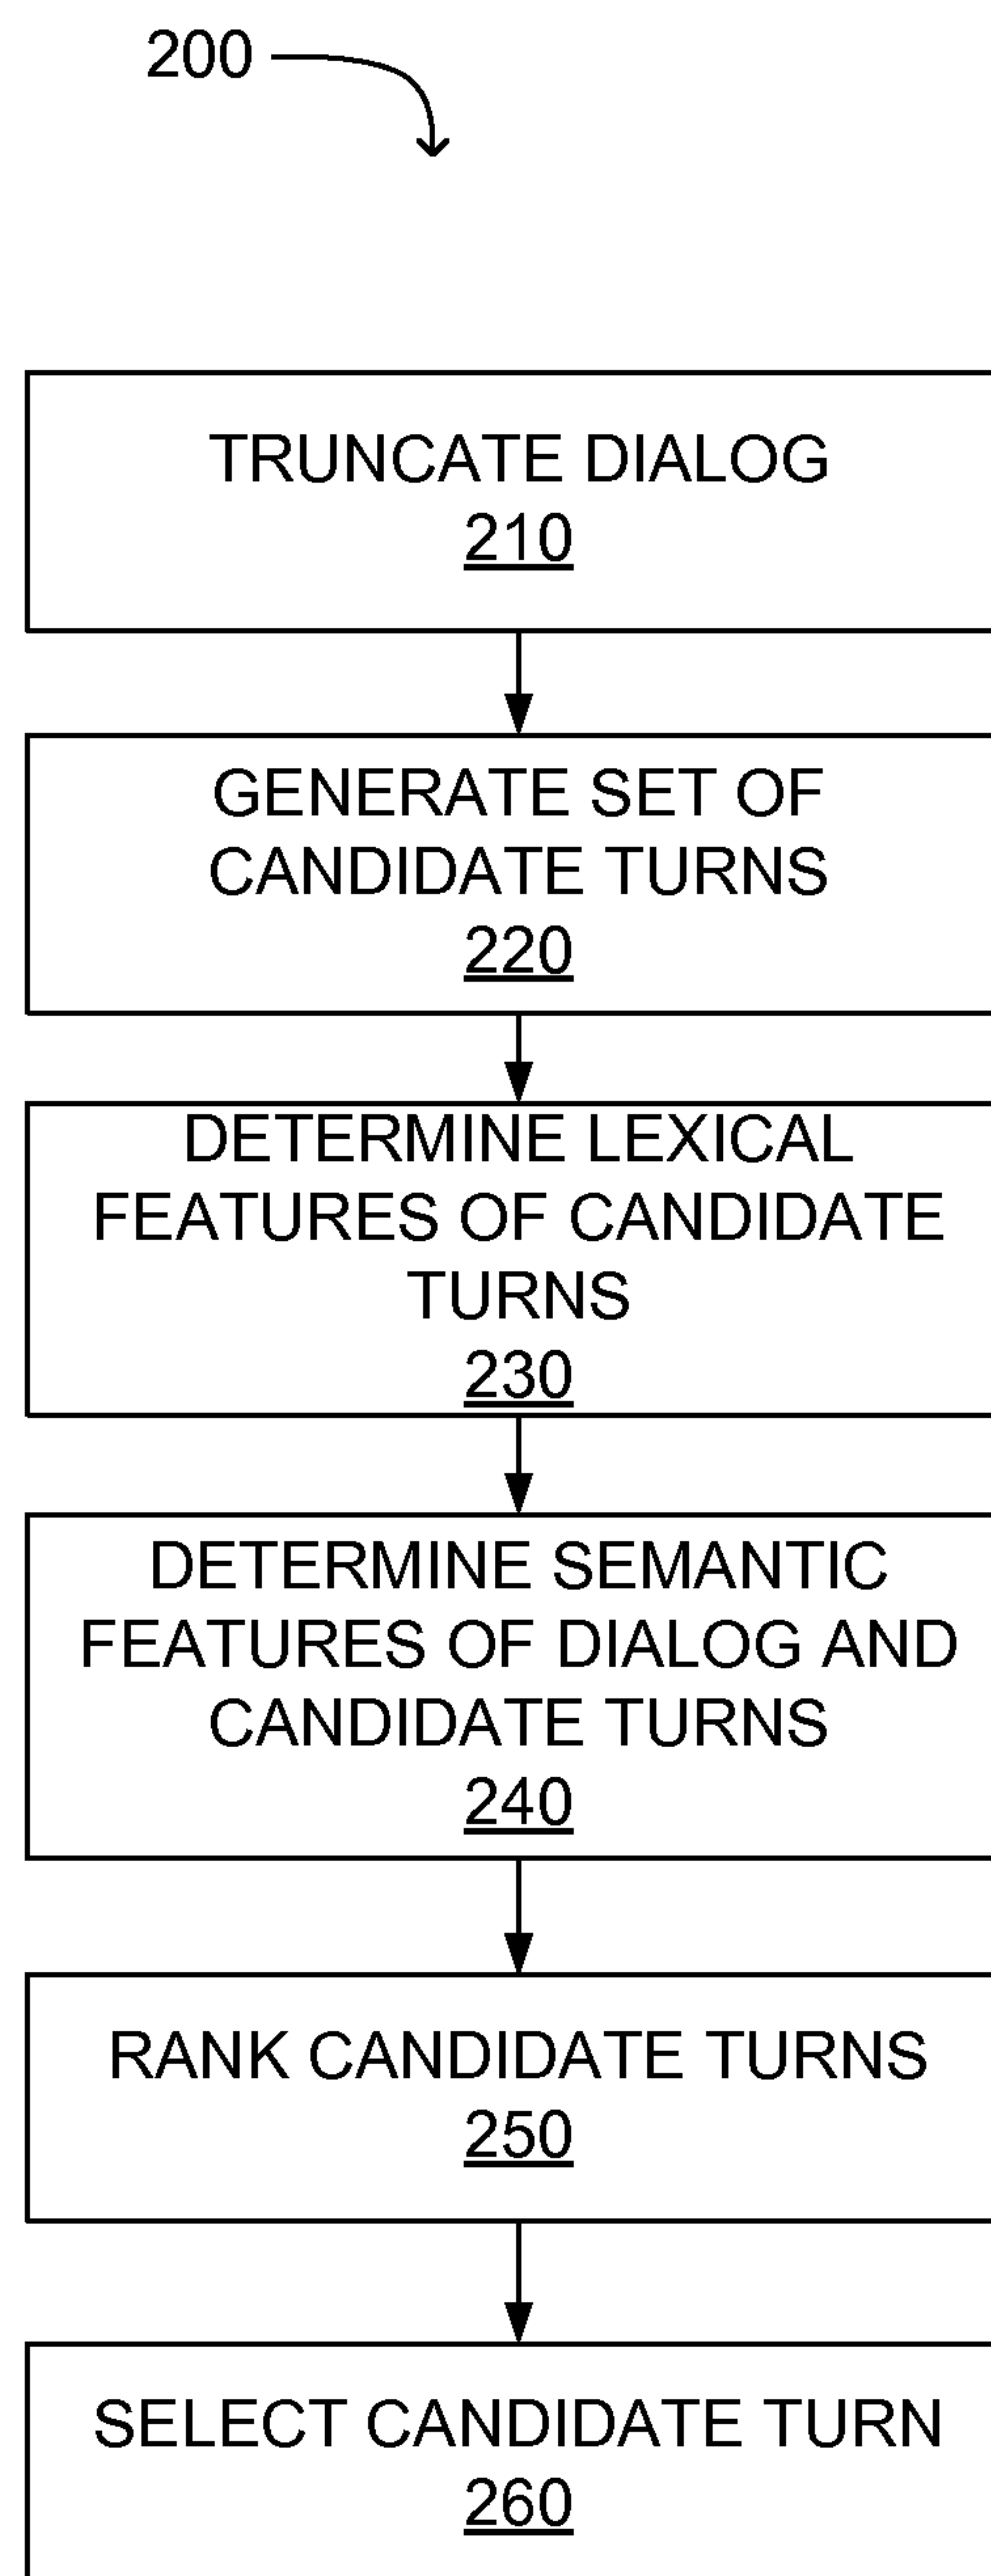 200
TRUNCATE DIALOG
210
GENERATE SET OF
CANDIDATE TURNS
220
DETERMINE LEXICAL
FEATURES OF CANDIDATE
TURNS
230
DETERMINE SEMANTIC
FEATURES OF DIALOG AND
CANDIDATE TURNS
240
RANK CANDIDATE TURNS
250
SELECT CANDIDATE TURN
260